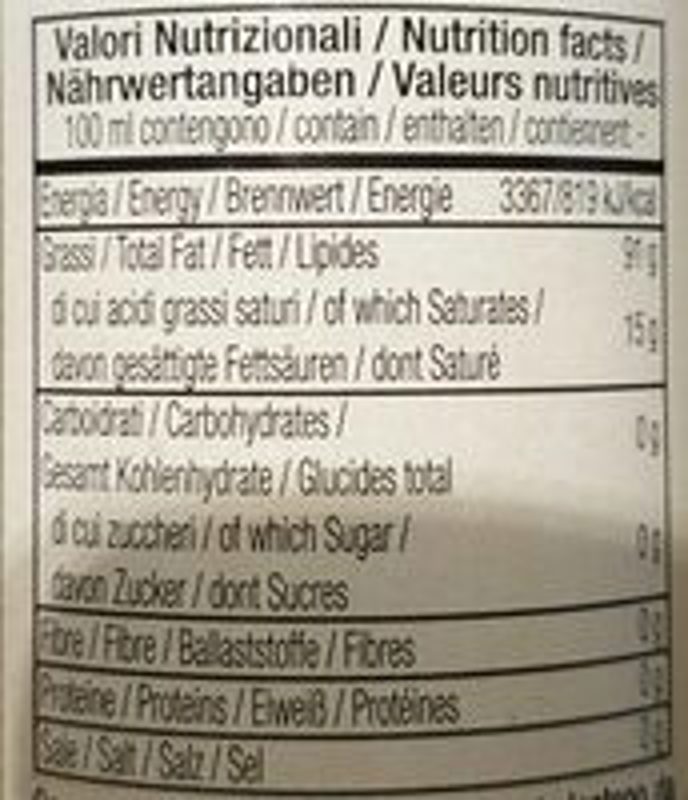 Valori Nutrizionali / Nutrition facts /
Nährwertangaben / Valeurs nutritives
100 ml contengono / contain / enthalten / contiennent: -
Energia / Energy / Brennwert / Energie 3367/819 kJ/kcal
Grassi / Total Fat / Fett / Lipides 91 g
di cui acidi grassi saturi / of which Saturates / 15 g
davon gesättigte Fettsäuren / dont Saturé
Carboidrati / Carbohydrates / 0 g
Gesamt Kohlenhydrate / Glucides total
di cui zuccheri / of which Sugar / 0 g
davon Zucker / dont Sucres
Fibre / Fibre / Ballaststoffe / Fibres 0 g
Proteine / Proteins / Eiweiß / Protéines 0 g
Sale / Salt / Salz / Sel